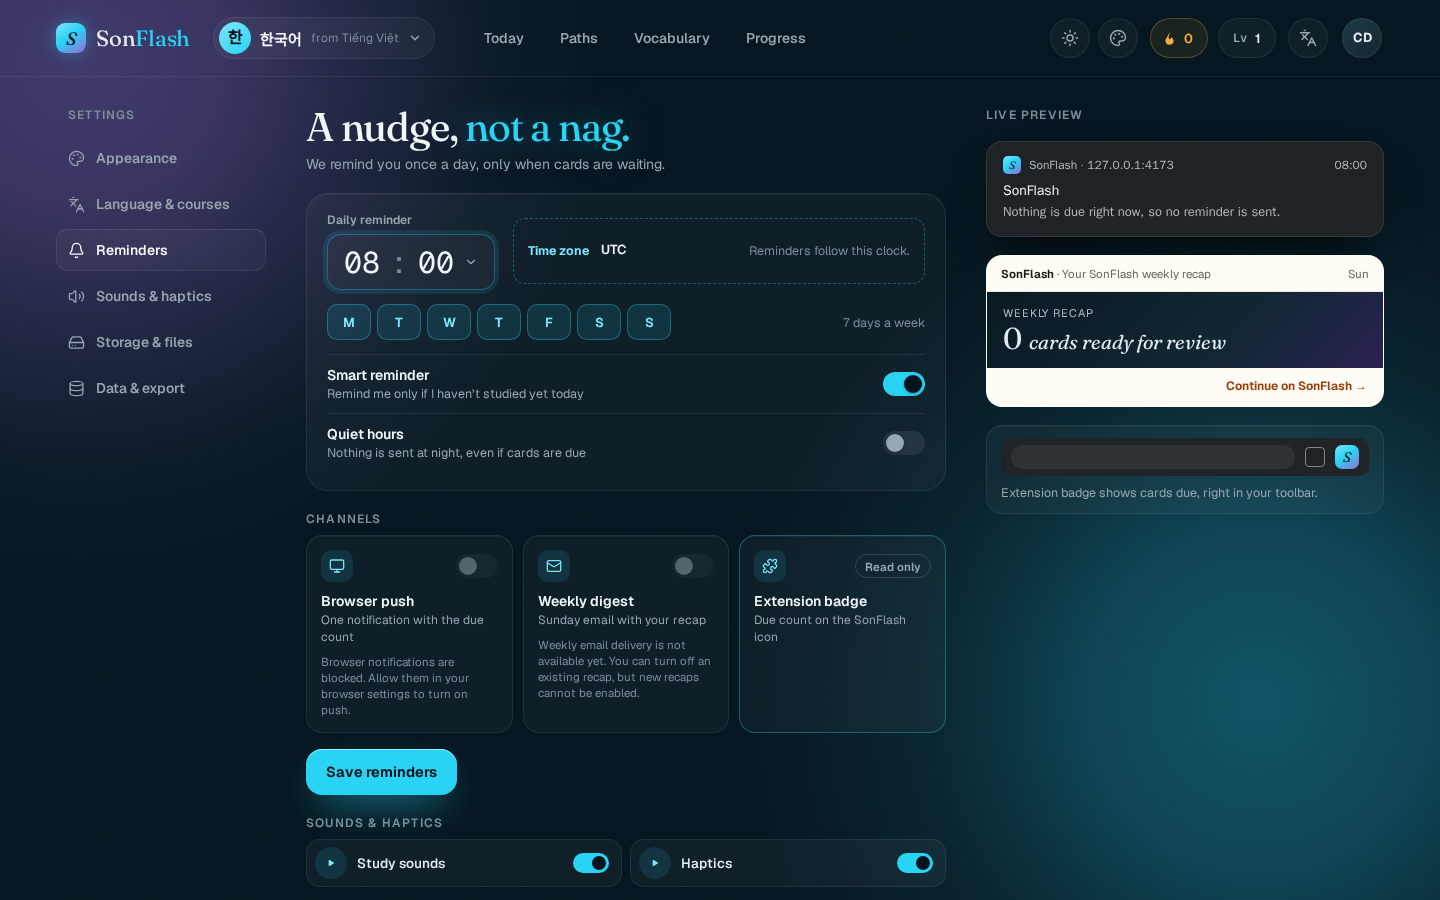 S SonFlash
한 한국어 from Tiếng Việt
Today Paths Vocabulary Progress
0
Lv 1
CD
SETTINGS
Appearance
Language & courses
Reminders
Sounds & haptics
Storage & files
Data & export
A nudge, not a nag.
We remind you once a day, only when cards are waiting.
Daily reminder
08 : 00
Time zone UTC Reminders follow this clock.
M T W T F S S 7 days a week
Smart reminder
Remind me only if I haven't studied yet today
Quiet hours
Nothing is sent at night, even if cards are due
CHANNELS
Browser push
One notification with the due
count
Browser notifications are
blocked. Allow them in your
browser settings to turn on
push.
Weekly digest
Sunday email with your recap
Weekly email delivery is not
available yet. You can turn off an
existing recap, but new recaps
cannot be enabled.
Read only
Extension badge
Due count on the SonFlash
icon
Save reminders
SOUNDS & HAPTICS
Study sounds
Haptics
LIVE PREVIEW
S SonFlash · 127.0.0.1:4173 08:00
SonFlash
Nothing is due right now, so no reminder is sent.
SonFlash · Your SonFlash weekly recap Sun
WEEKLY RECAP
0 cards ready for review
Continue on SonFlash →
S
Extension badge shows cards due, right in your toolbar.